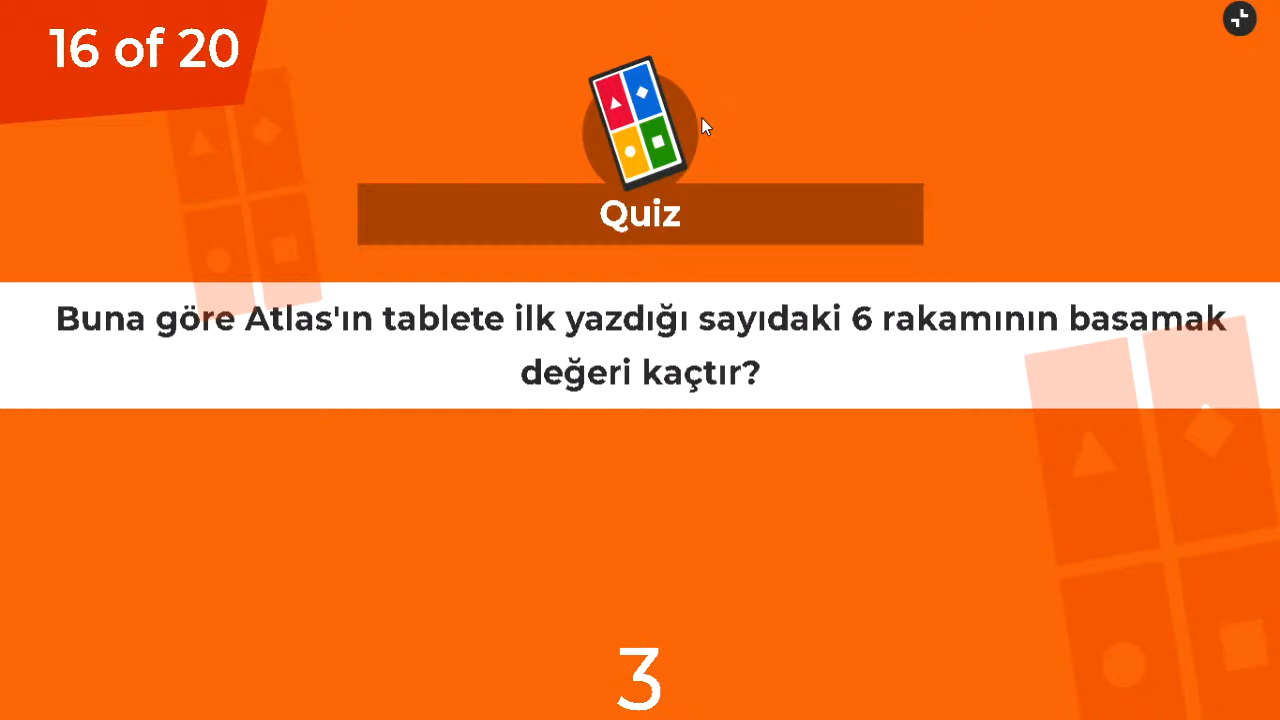 16 of 20
Quiz
Buna göre Atlas'ın tablete ilk yazdığı sayıdaki 6 rakamının basamak
değeri kaçtır?
3